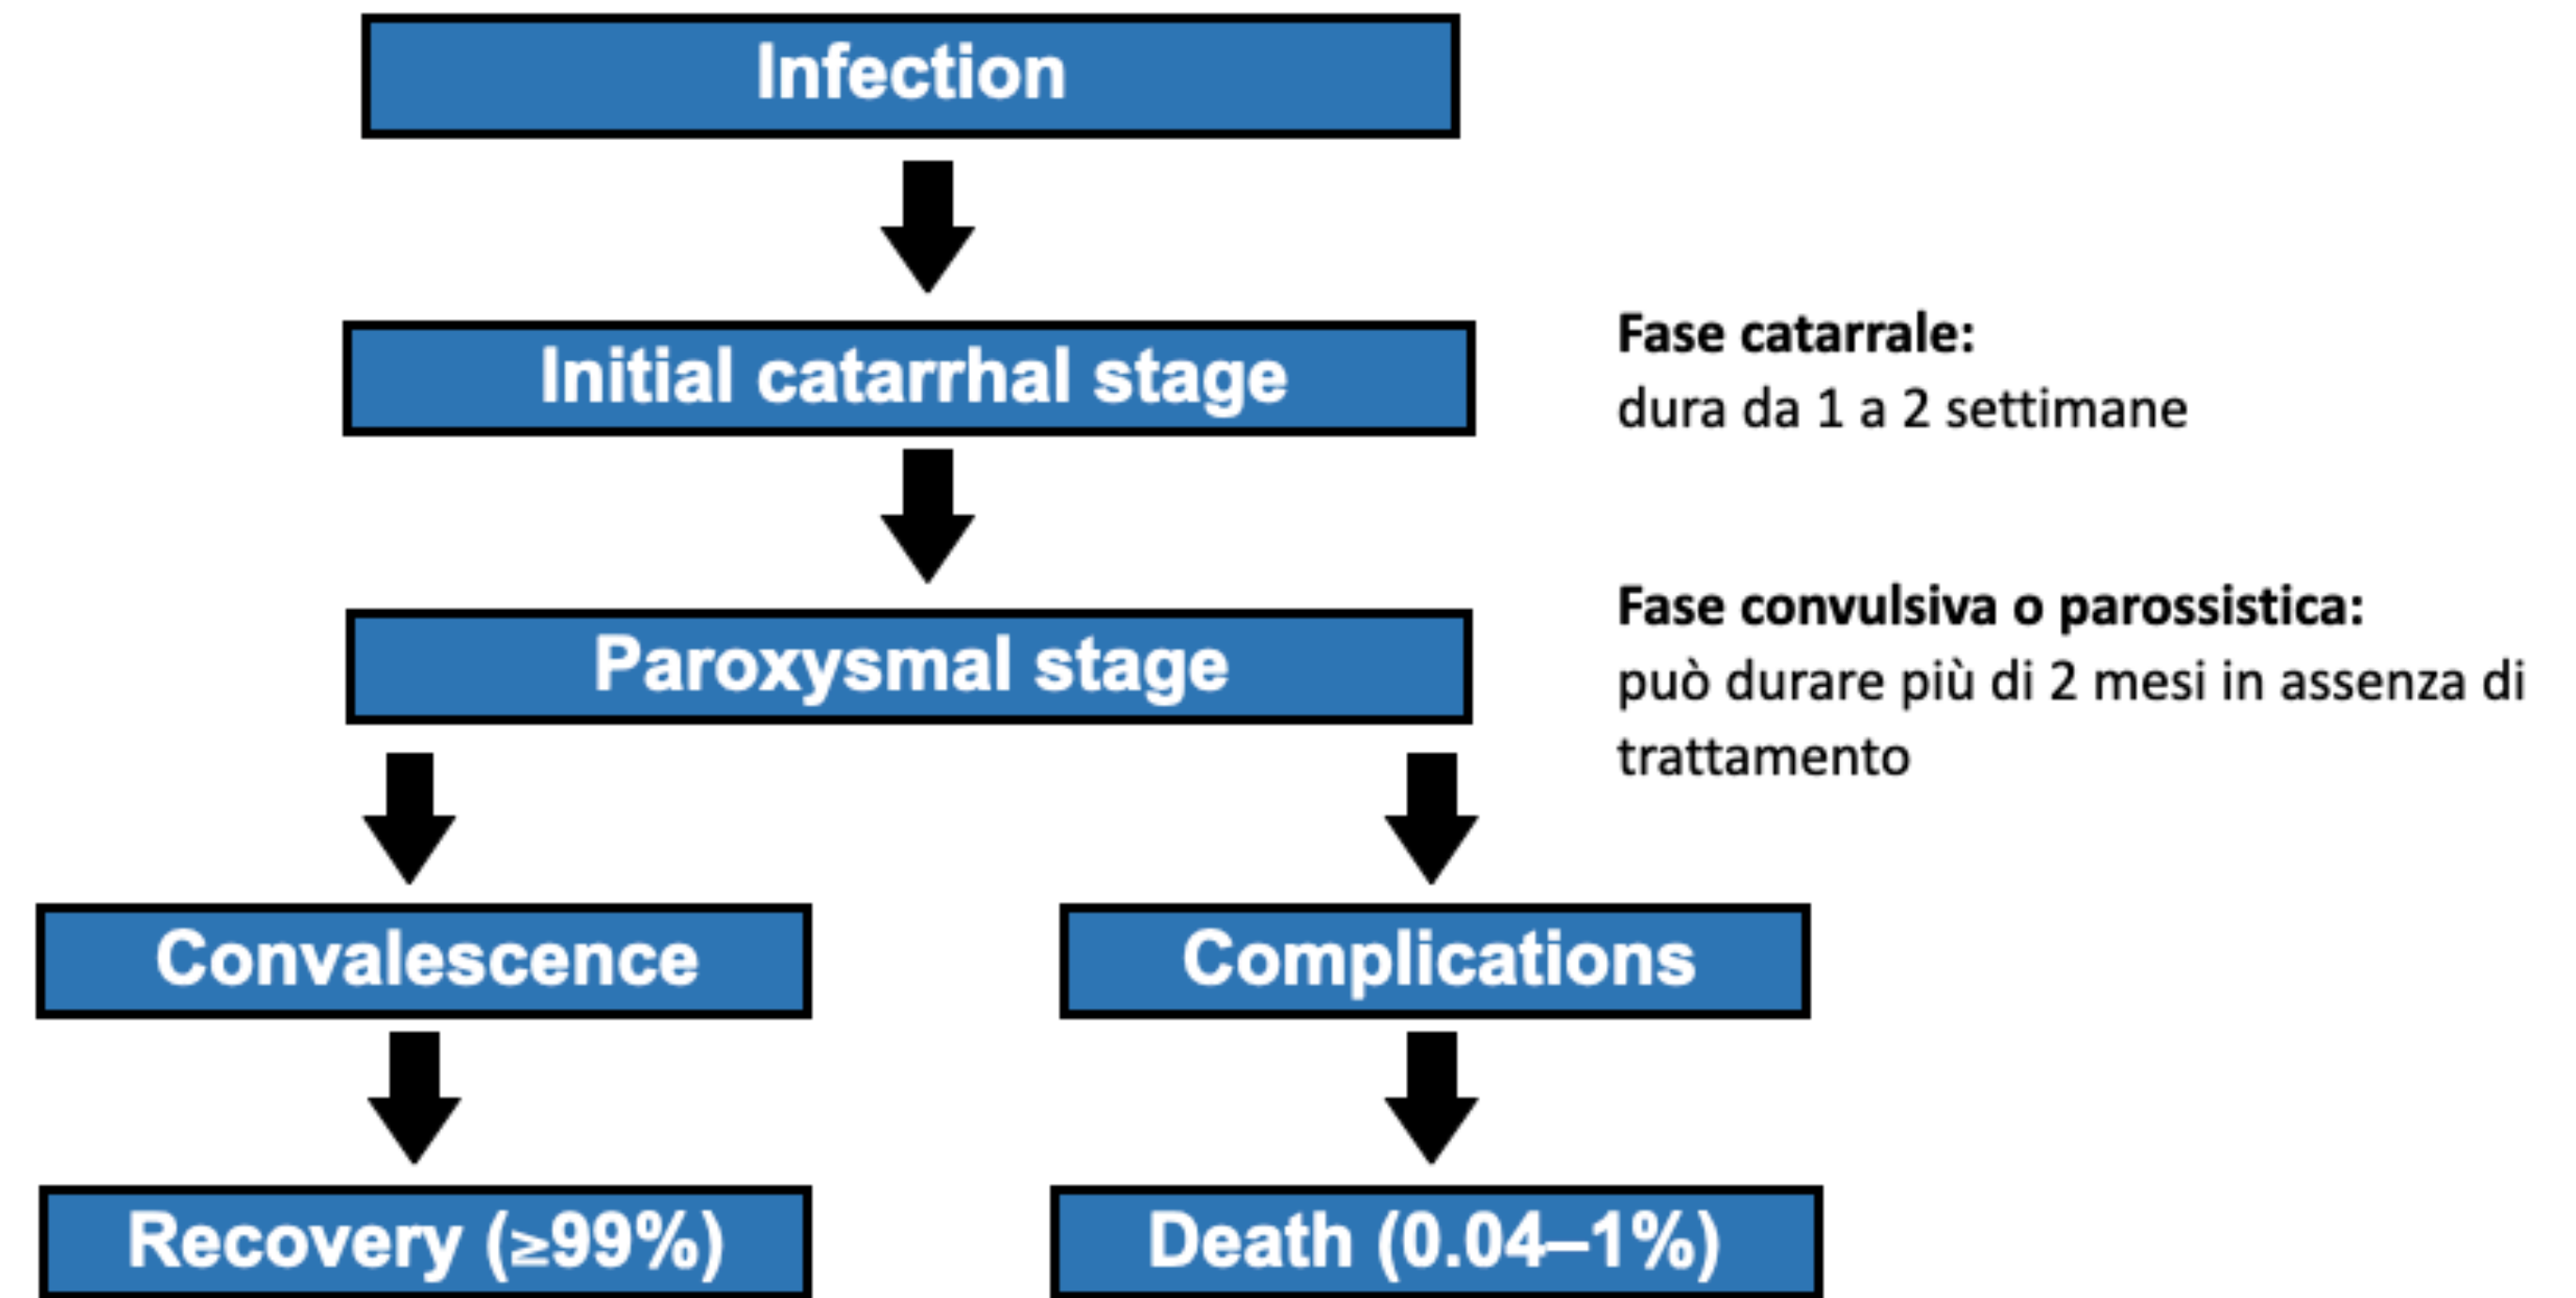 Infection
Initial catarrhal stage
Fase catarrale:
dura da 1 a 2 settimane
Paroxysmal stage
Fase convulsiva o parossistica:
può durare più di 2 mesi in assenza di
trattamento
Convalescence
Complications
Recovery (≥99%)
Death (0.04–1%)